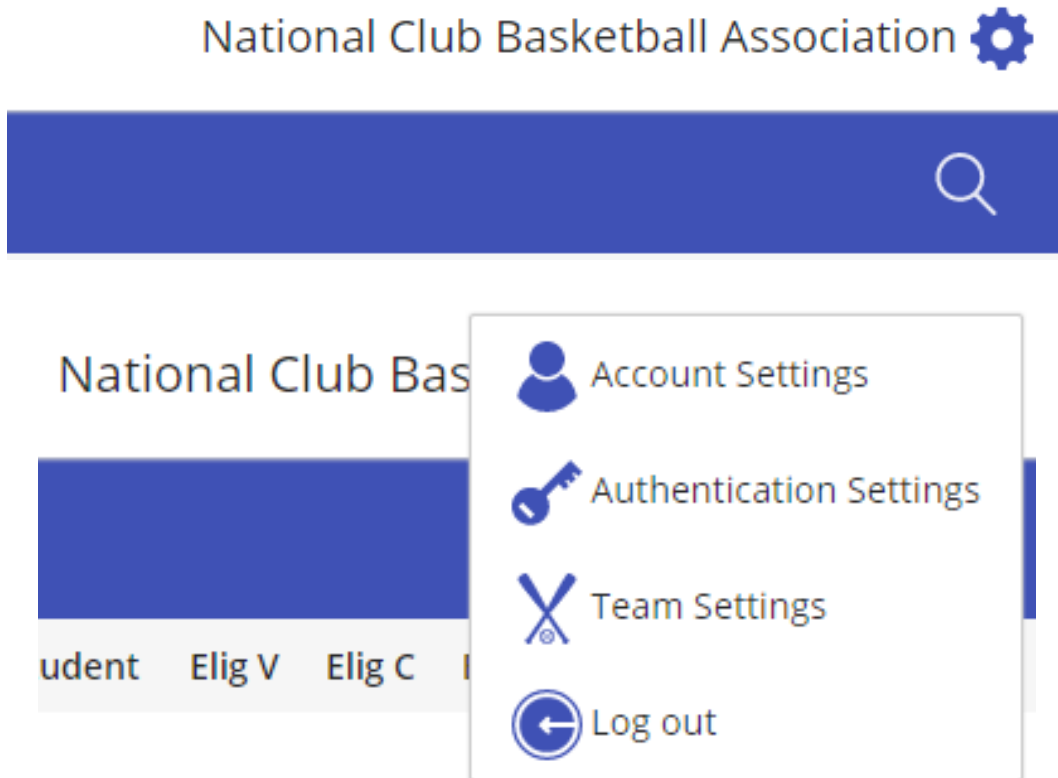 National Club Basketball Association
National Club Bas
Account Settings
Authentication Settings
Team Settings
udent Elig V Elig C
Log out